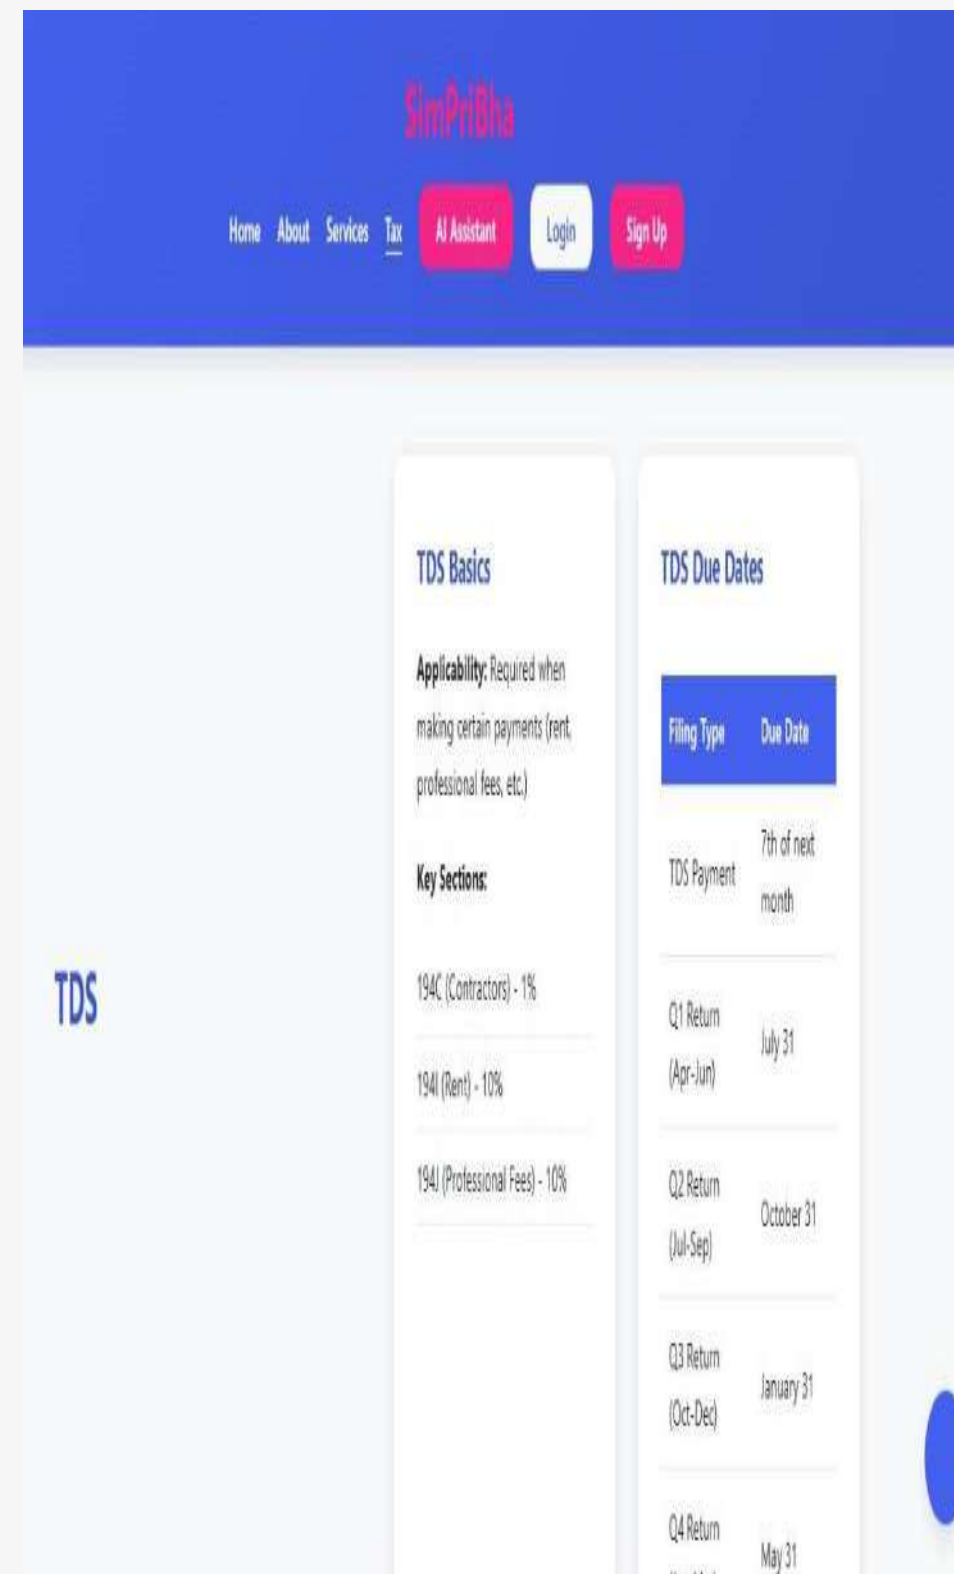 SimPriBha
Home About Services Tax AI Assistant Login Sign Up
TDS
TDS Basics
Applicability: Required when
making certain payments (rent,
professional fees, etc.)
Key Sections:
194C (Contractors) - 1%
194I (Rent) - 10%
194J (Professional Fees) - 10%
TDS Due Dates
Filing Type Due Date
TDS Payment 7th of next month
Q1 Return (Apr-Jun) July 31
Q2 Return (Jul-Sep) October 31
Q3 Return (Oct-Dec) January 31
Q4 Return May 31